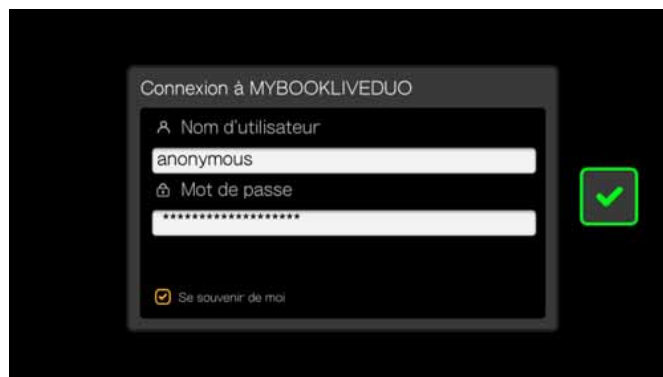 Connexion à MYBOOKLIVEDUO
Nom d'utilisateur
anonymous
Mot de passe
*******************
Se souvenir de moi